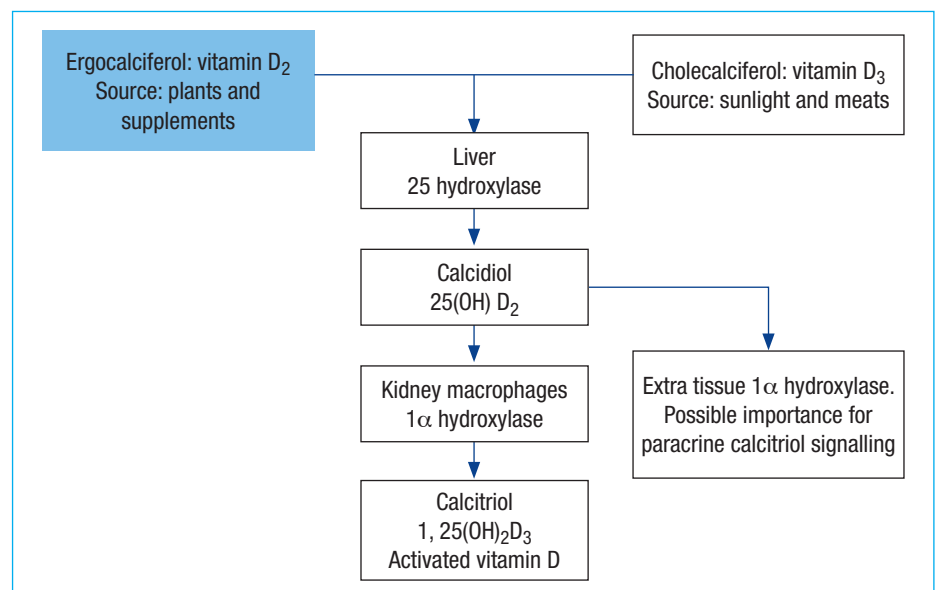 Ergocalciferol: vitamin D₂
Source: plants and
supplements
Cholecalciferol: vitamin D₃
Source: sunlight and meats
Liver
25 hydroxylase
Calcidiol
25(OH) D₂
Kidney macrophages
1α hydroxylase
Extra tissue 1α hydroxylase.
Possible importance for
paracrine calcitriol signalling
Calcitriol
1, 25(OH)₂D₃
Activated vitamin D